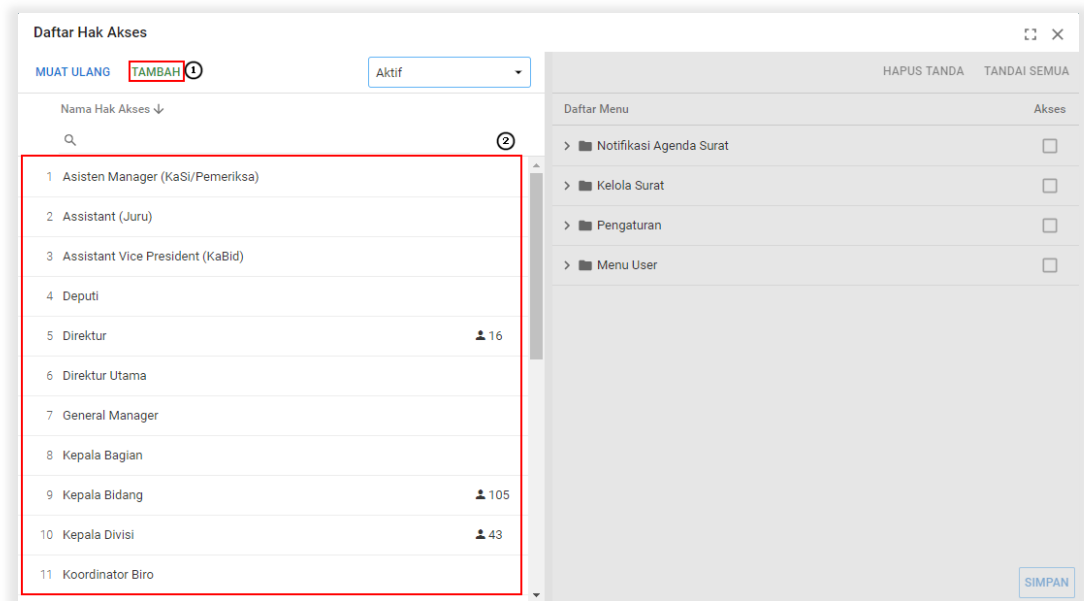 Daftar Hak Akses
MUAT ULANG TAMBAH 1 Aktif
Nama Hak Akses
2
1 Asisten Manager (KaSi/Pemeriksa)
2 Assistant (Juru)
3 Assistant Vice President (KaBid)
4 Deputi
5 Direktur 16
6 Direktur Utama
7 General Manager
8 Kepala Bagian
9 Kepala Bidang 105
10 Kepala Divisi 43
11 Koordinator Biro
HAPUS TANDA TANDAI SEMUA
Daftar Menu Akses
Notifikasi Agenda Surat
Kelola Surat
Pengaturan
Menu User
SIMPAN